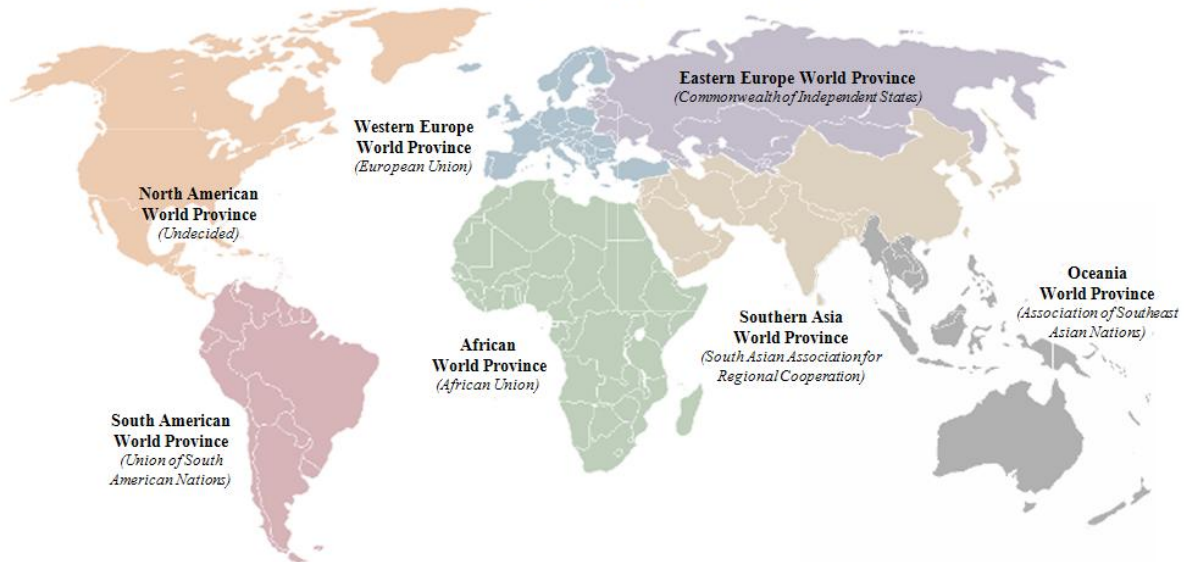 Eastern Europe World Province
(Commonwealth of Independent States)
Western Europe
World Province
(European Union)
North American
World Province
(Undecided)
Oceania
World Province
(Association of Southeast
Asian Nations)
Southern Asia
World Province
(South Asian Association for
Regional Cooperation)
African
World Province
(African Union)
South American
World Province
(Union of South
American Nations)